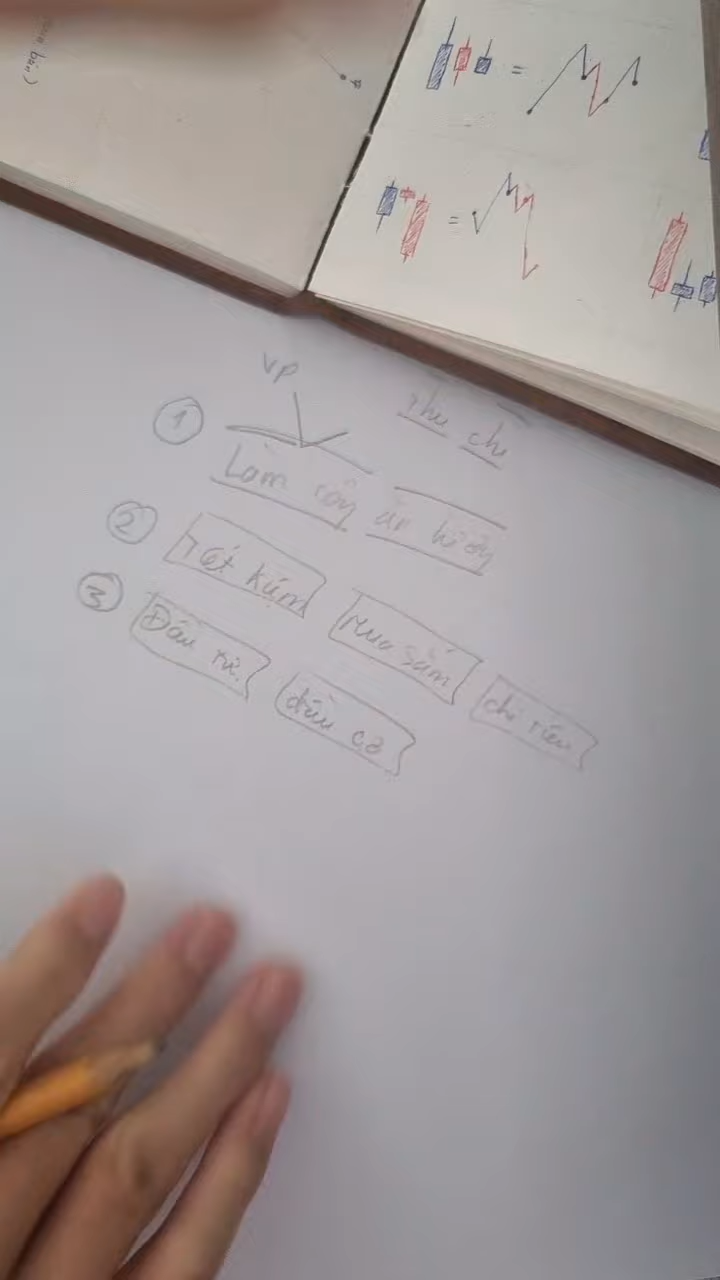 bán)
=
=
VP
Thu chi
①
Làm công ăn lương
② Tiết kiệm Mua sắm chi tiêu
③ Đầu tư đầu cơ